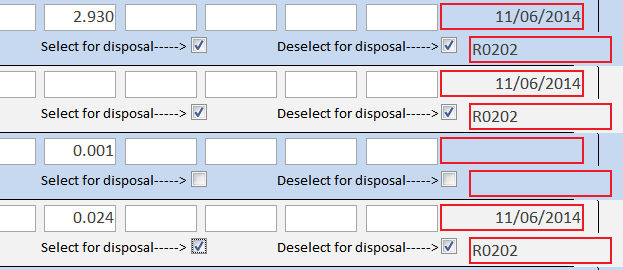 2.930 11/06/2014
Select for disposal-----> Deselect for disposal-----> R0202
11/06/2014
Select for disposal-----> Deselect for disposal-----> R0202
0.001
Select for disposal-----> Deselect for disposal----->
0.024 11/06/2014
Select for disposal-----> Deselect for disposal-----> R0202